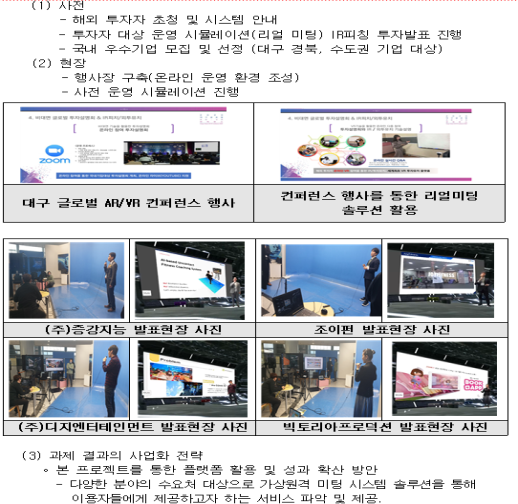 (1) 사전
- 해외 투자자 초청 및 시스템 안내
- 투자자 대상 운영 시뮬레이션(리얼 미팅) IR피칭 투자발표 진행
- 국내 우수기업 모집 및 선정 (대구 경북, 수도권 기업 대상)
(2) 현장
- 행사장 구축(온라인 운영 환경 조성)
- 사전 운영 시뮬레이션 진행
zoom
대구 글로벌 AR/VR 컨퍼런스 행사
컨퍼런스 행사를 통한 리얼미팅
솔루션 활용
(주)증강지능 발표현장 사진
조이펀 발표현장 사진
(주)디지엔터테인먼트 발표현장 사진
빅토리아프로덕션 발표현장 사진
(3) 과제 결과의 사업화 전략
◦ 본 프로젝트를 통한 플랫폼 활용 및 성과 확산 방안
- 다양한 분야의 수요처 대상으로 가상원격 미팅 시스템 솔루션을 통해
이용자들에게 제공하고자 하는 서비스 파악 및 제공.